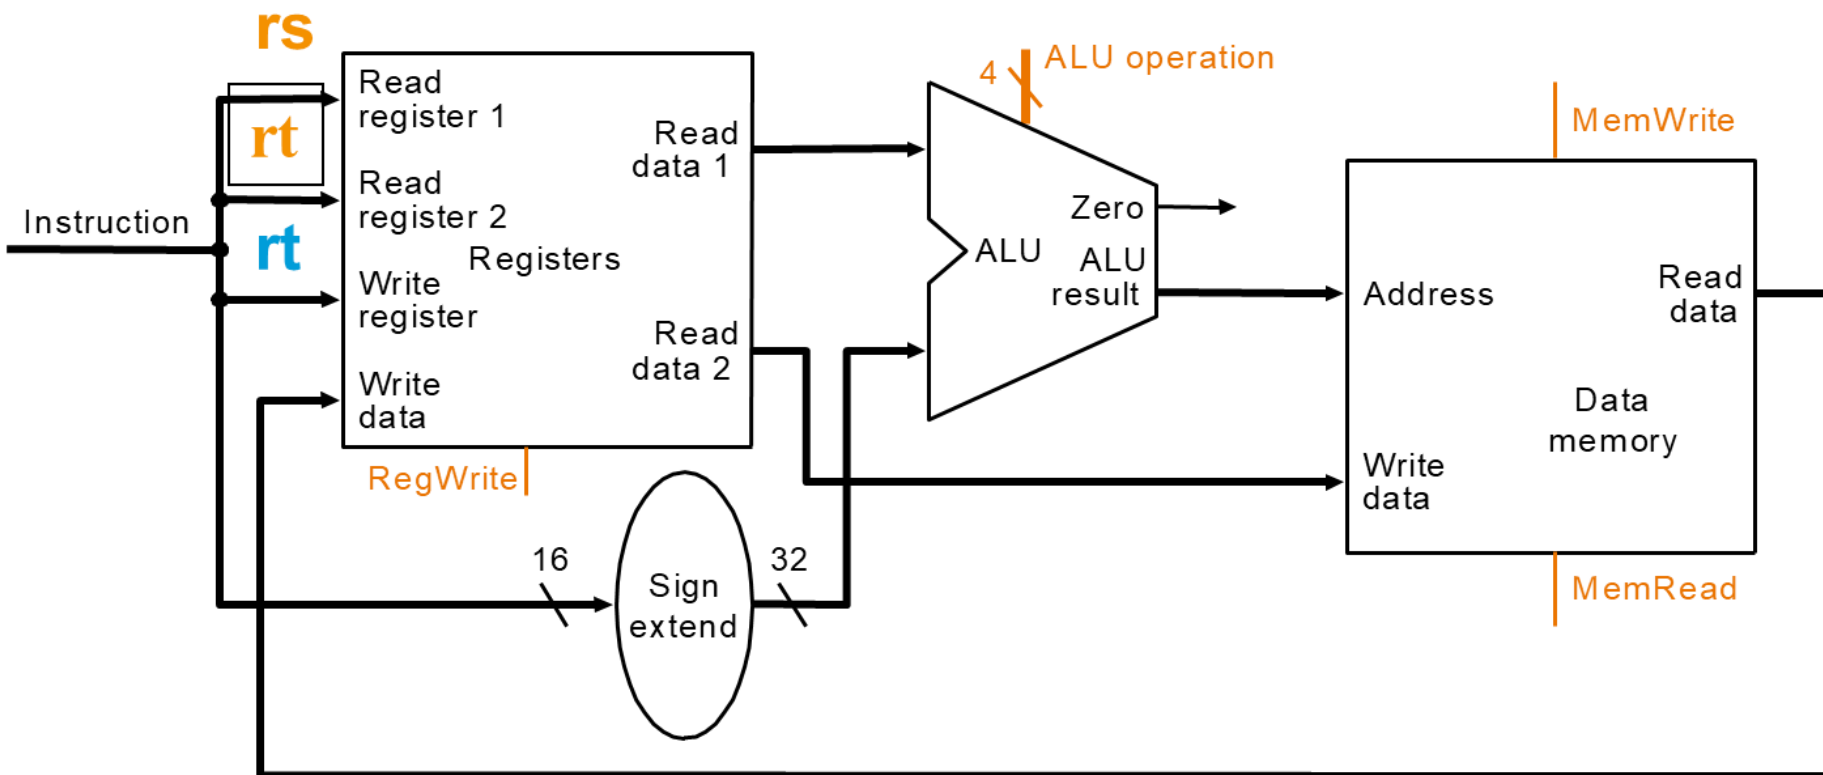 rs
Read
register 1
rt
Read
register 2
Instruction
rt
Registers
Write
register
Write
data
Read
data 1
Read
data 2
RegWrite
16
Sign
extend
32
4
ALU operation
Zero
ALU
ALU
result
MemWrite
Address
Read
data
Data
memory
Write
data
MemRead